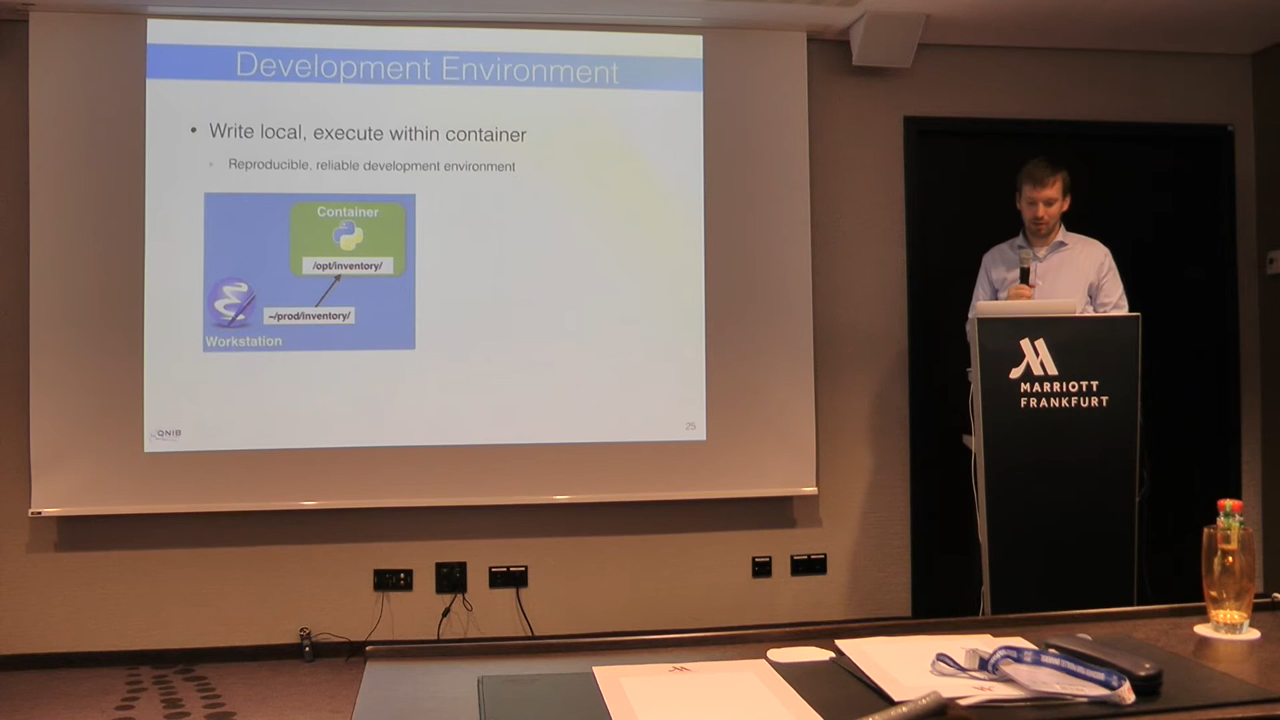 Development Environment
• Write local, execute within container
Reproducible, reliable development environment
Container
/opt/inventory/
~/prod/inventory/
Workstation
QNIB
25
MARRIOTT
FRANKFURT